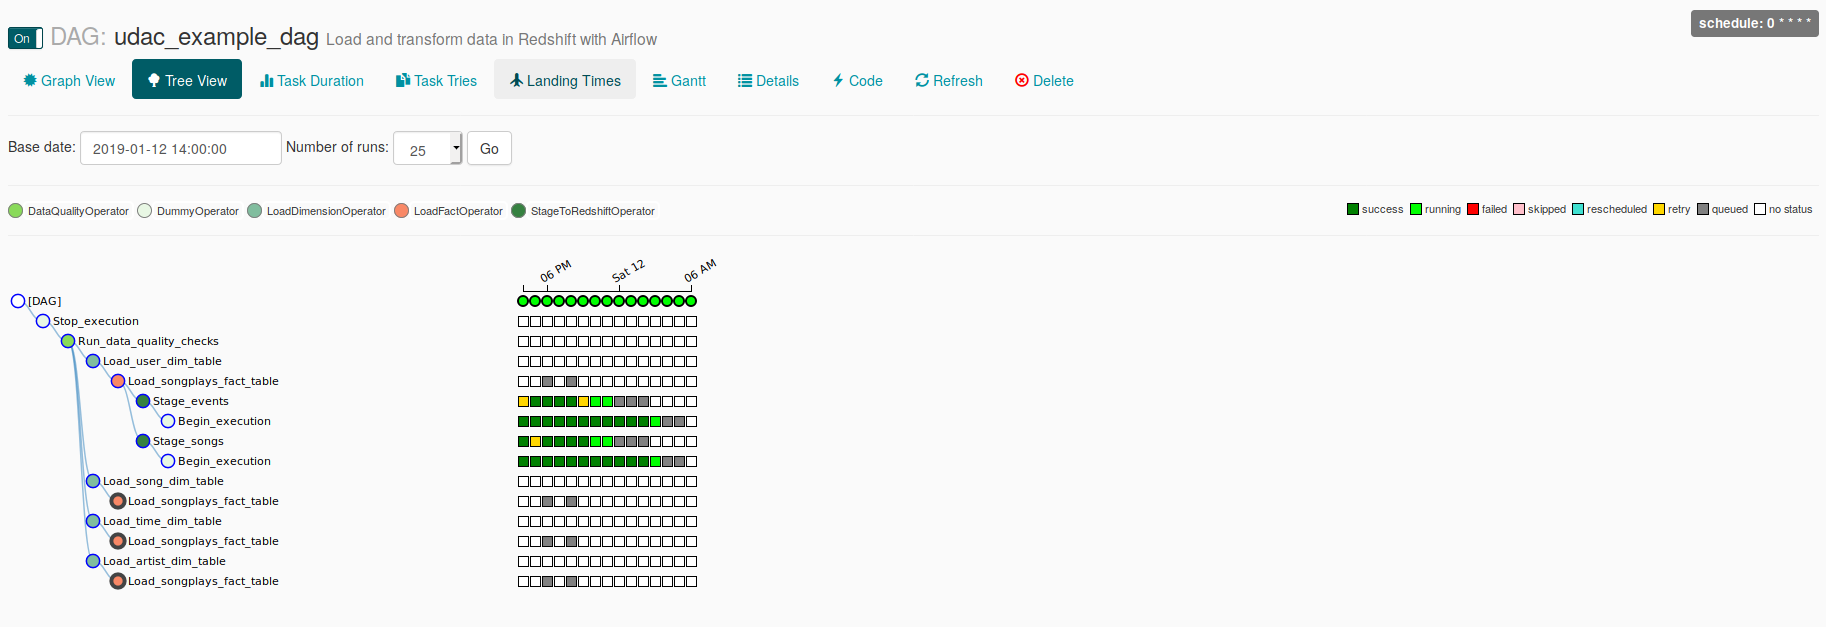 schedule: 0 * * * *
On DAG: udac_example_dag Load and transform data in Redshift with Airflow
Graph View Tree View Task Duration Task Tries Landing Times Gantt Details Code Refresh Delete
Base date: 2019-01-12 14:00:00 Number of runs: 25 Go
DataQualityOperator DummyOperator LoadDimensionOperator LoadFactOperator StageToRedshiftOperator success running failed skipped rescheduled retry queued no status
06 PM Sat 12 06 AM
[DAG]
Stop_execution
Run_data_quality_checks
Load_user_dim_table
Load_songplays_fact_table
Stage_events
Begin_execution
Stage_songs
Begin_execution
Load_song_dim_table
Load_songplays_fact_table
Load_time_dim_table
Load_songplays_fact_table
Load_artist_dim_table
Load_songplays_fact_table